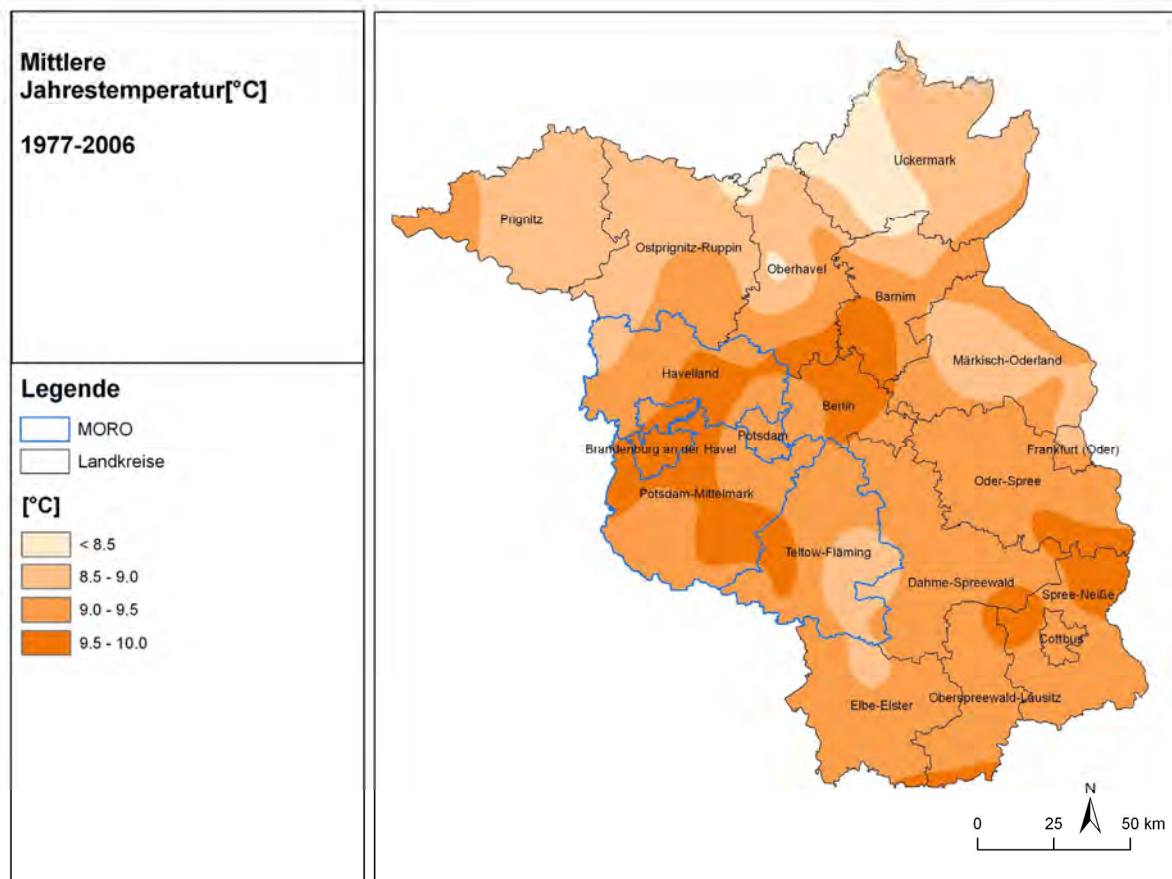 Mittlere
Jahrestemperatur[°C]
1977-2006
Legende
MORO
Landkreise
[°C]
< 8.5
8.5 - 9.0
9.0 - 9.5
9.5 - 10.0
Uckermark
Prignitz
Ostprignitz-Ruppin
Oberhavel
Barnim
Märkisch-Oderland
Havelland
Berlin
Potsdam
Brandenburg an der Havel
Frankfurt (Oder)
Oder-Spree
Potsdam-Mittelmark
Teltow-Fläming
Dahme-Spreewald
Spree-Neiße
Cottbus
Oberspreewald-Lausitz
Elbe-Elster
N
0 25 50 km